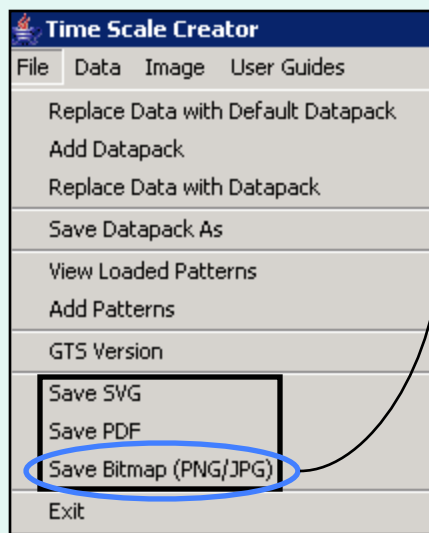 Time Scale Creator
File Data Image User Guides
Replace Data with Default Datapack
Add Datapack
Replace Data with Datapack
Save Datapack As
View Loaded Patterns
Add Patterns
GTS Version
Save SVG
Save PDF
Save Bitmap (PNG/JPG)
Exit